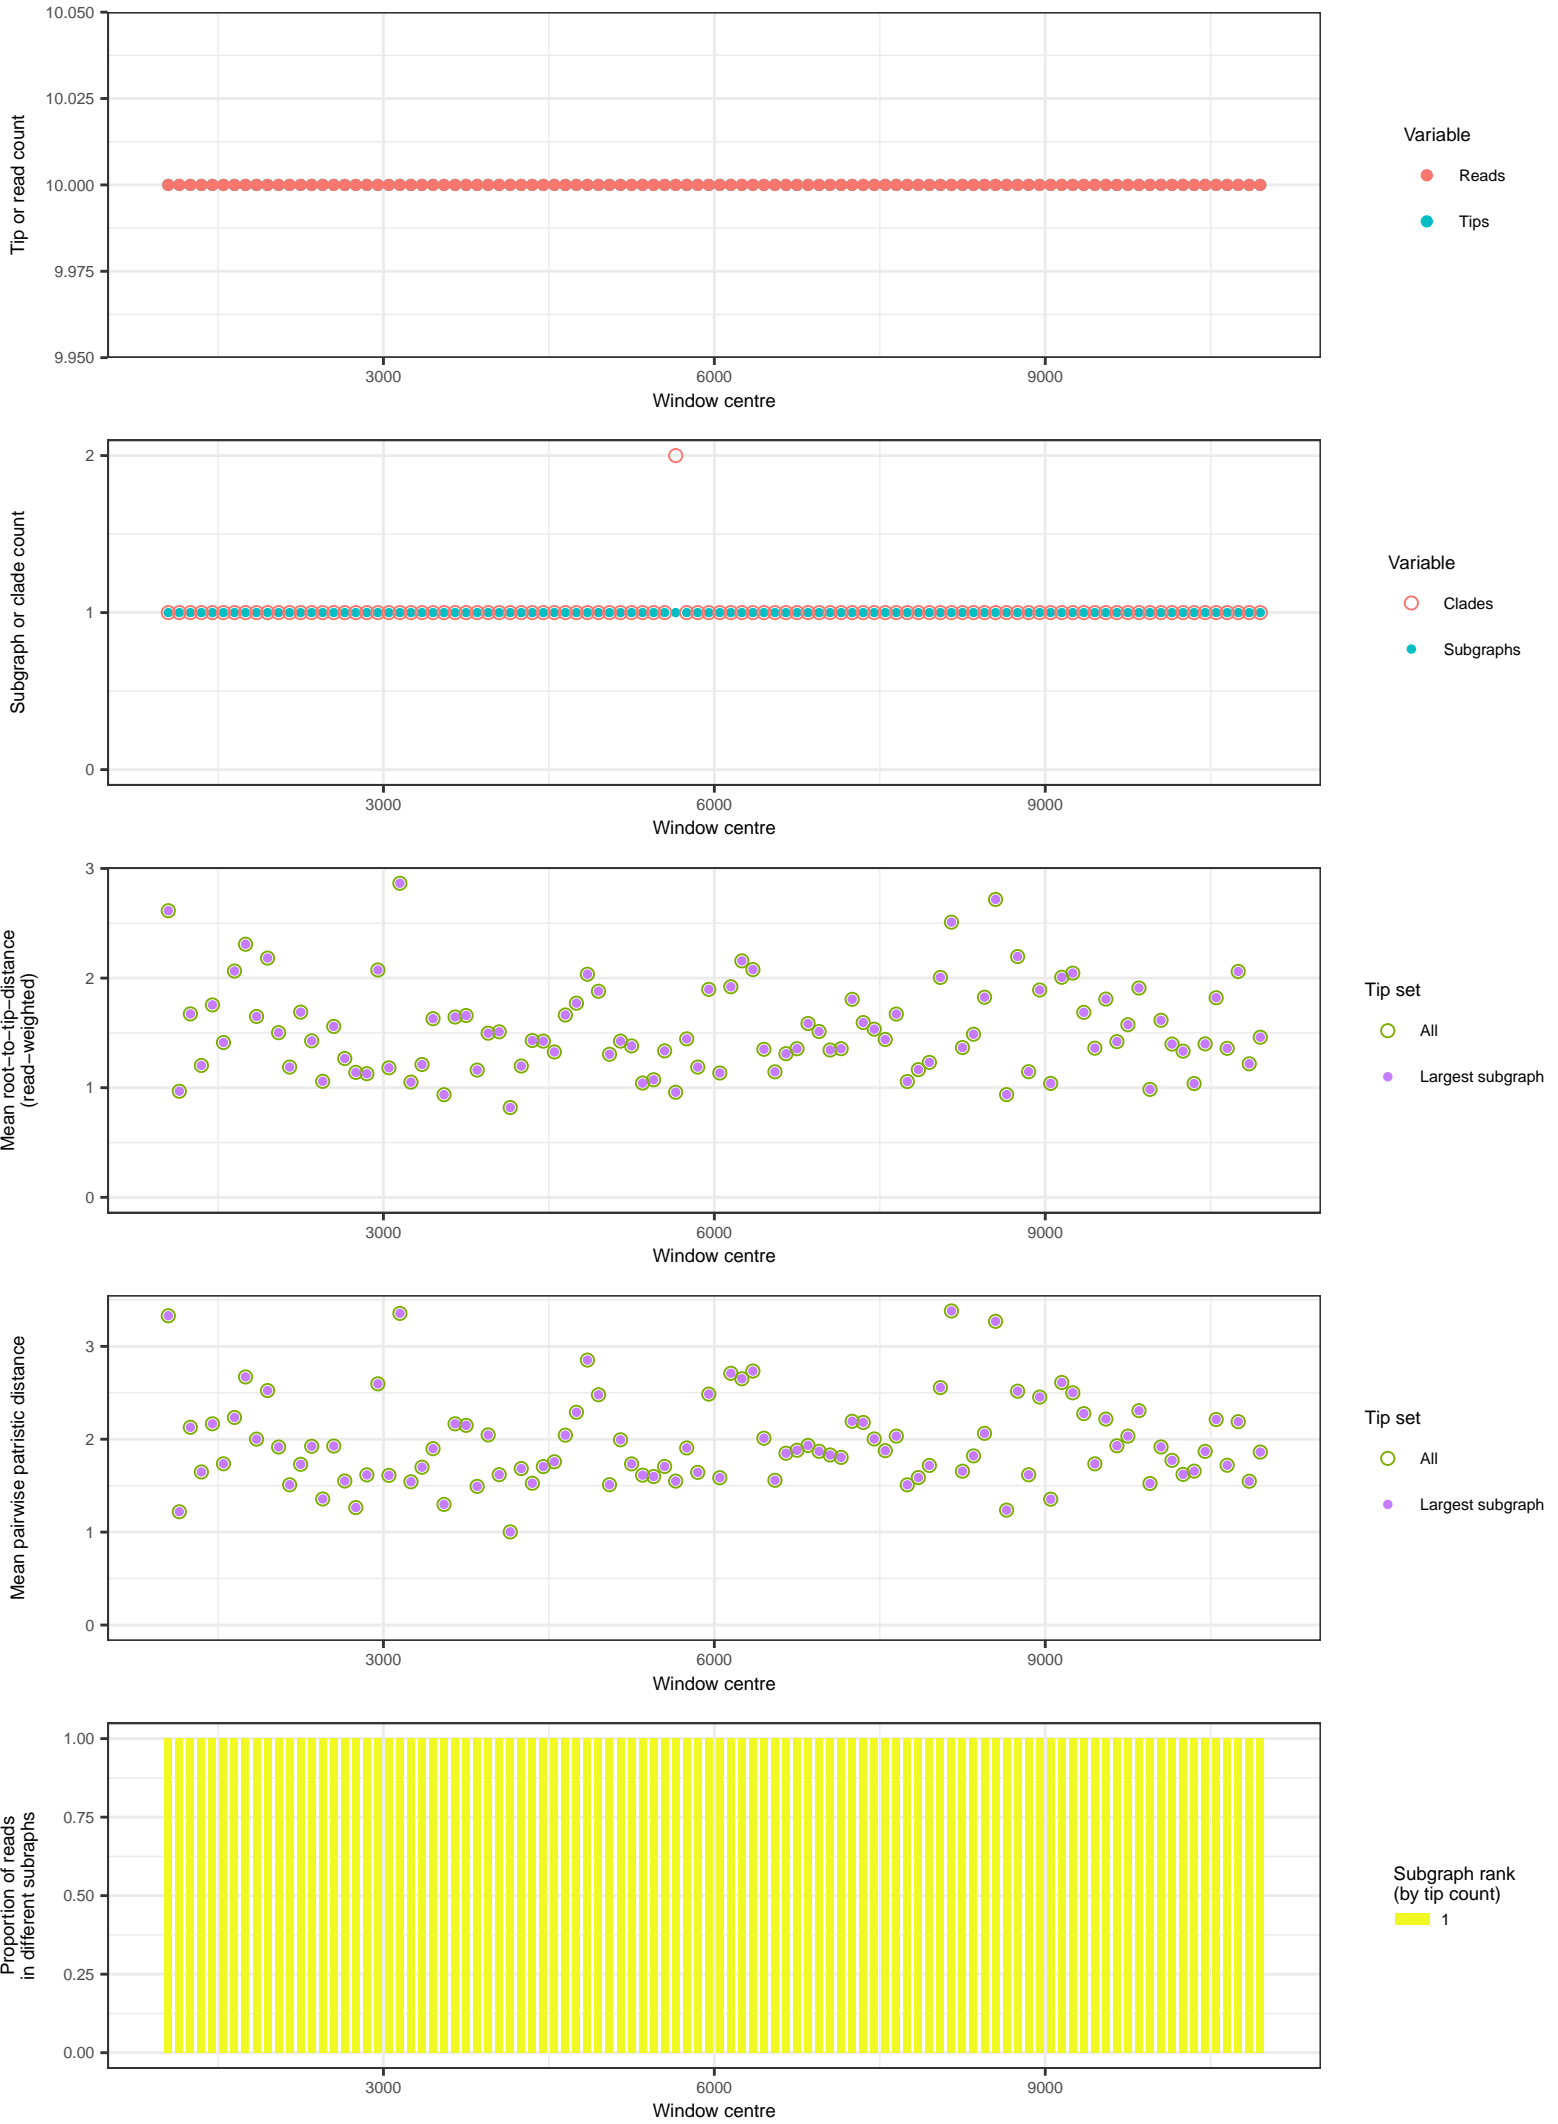 10.050
10.025
10.000
9.975
9.950
Tip or read count
3000
6000
9000
Window centre
Variable
Reads
Tips
2
1
0
Subgraph or clade count
3000
6000
9000
Window centre
Variable
Clades
Subgraphs
3
2
1
0
Mean root−to−tip−distance
(read−weighted)
3000
6000
9000
Window centre
Tip set
All
Largest subgraph
3
2
1
0
Mean pairwise patristic distance
3000
6000
9000
Window centre
Tip set
All
Largest subgraph
1.00
0.75
0.50
0.25
0.00
Proportion of reads
in different subraphs
3000
6000
9000
Window centre
Subgraph rank
(by tip count)
1